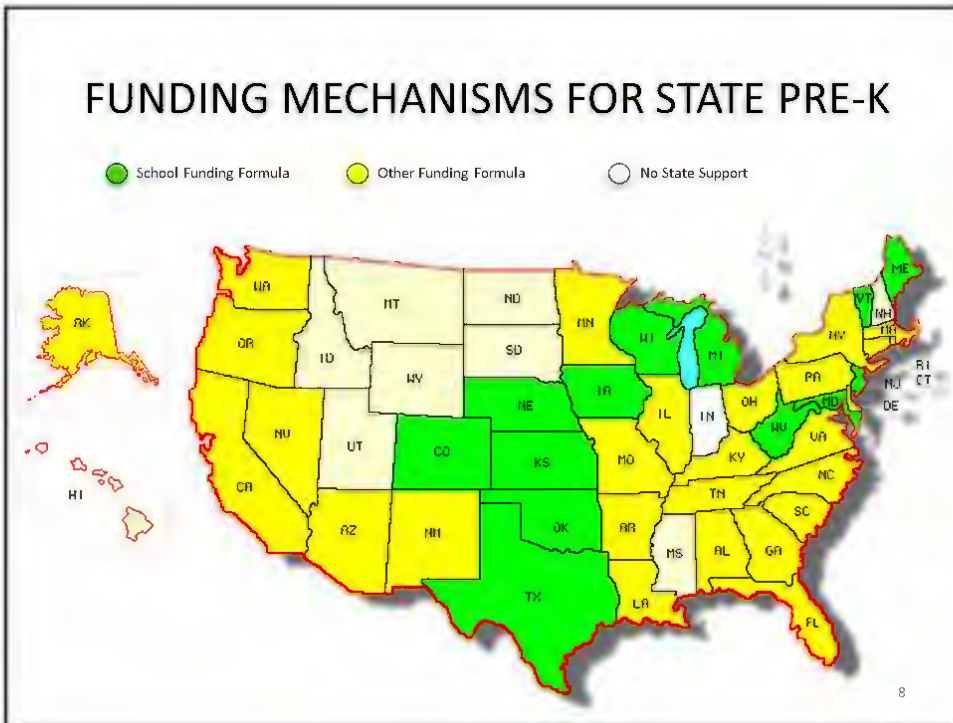 FUNDING MECHANISMS FOR STATE PRE-K
School Funding Formula
Other Funding Formula
No State Support
WA
MT
ND
MN
ME
VT
NH
AK
OR
ID
SD
WI
MI
NY
MA
WY
RI
CT
PA
NJ
NE
IA
OH
MD
DE
NV
UT
CO
IL
IN
WV
VA
KS
MO
KY
CA
NC
HI
TN
AZ
NM
OK
AR
SC
MS
AL
GA
TX
LA
FL
8